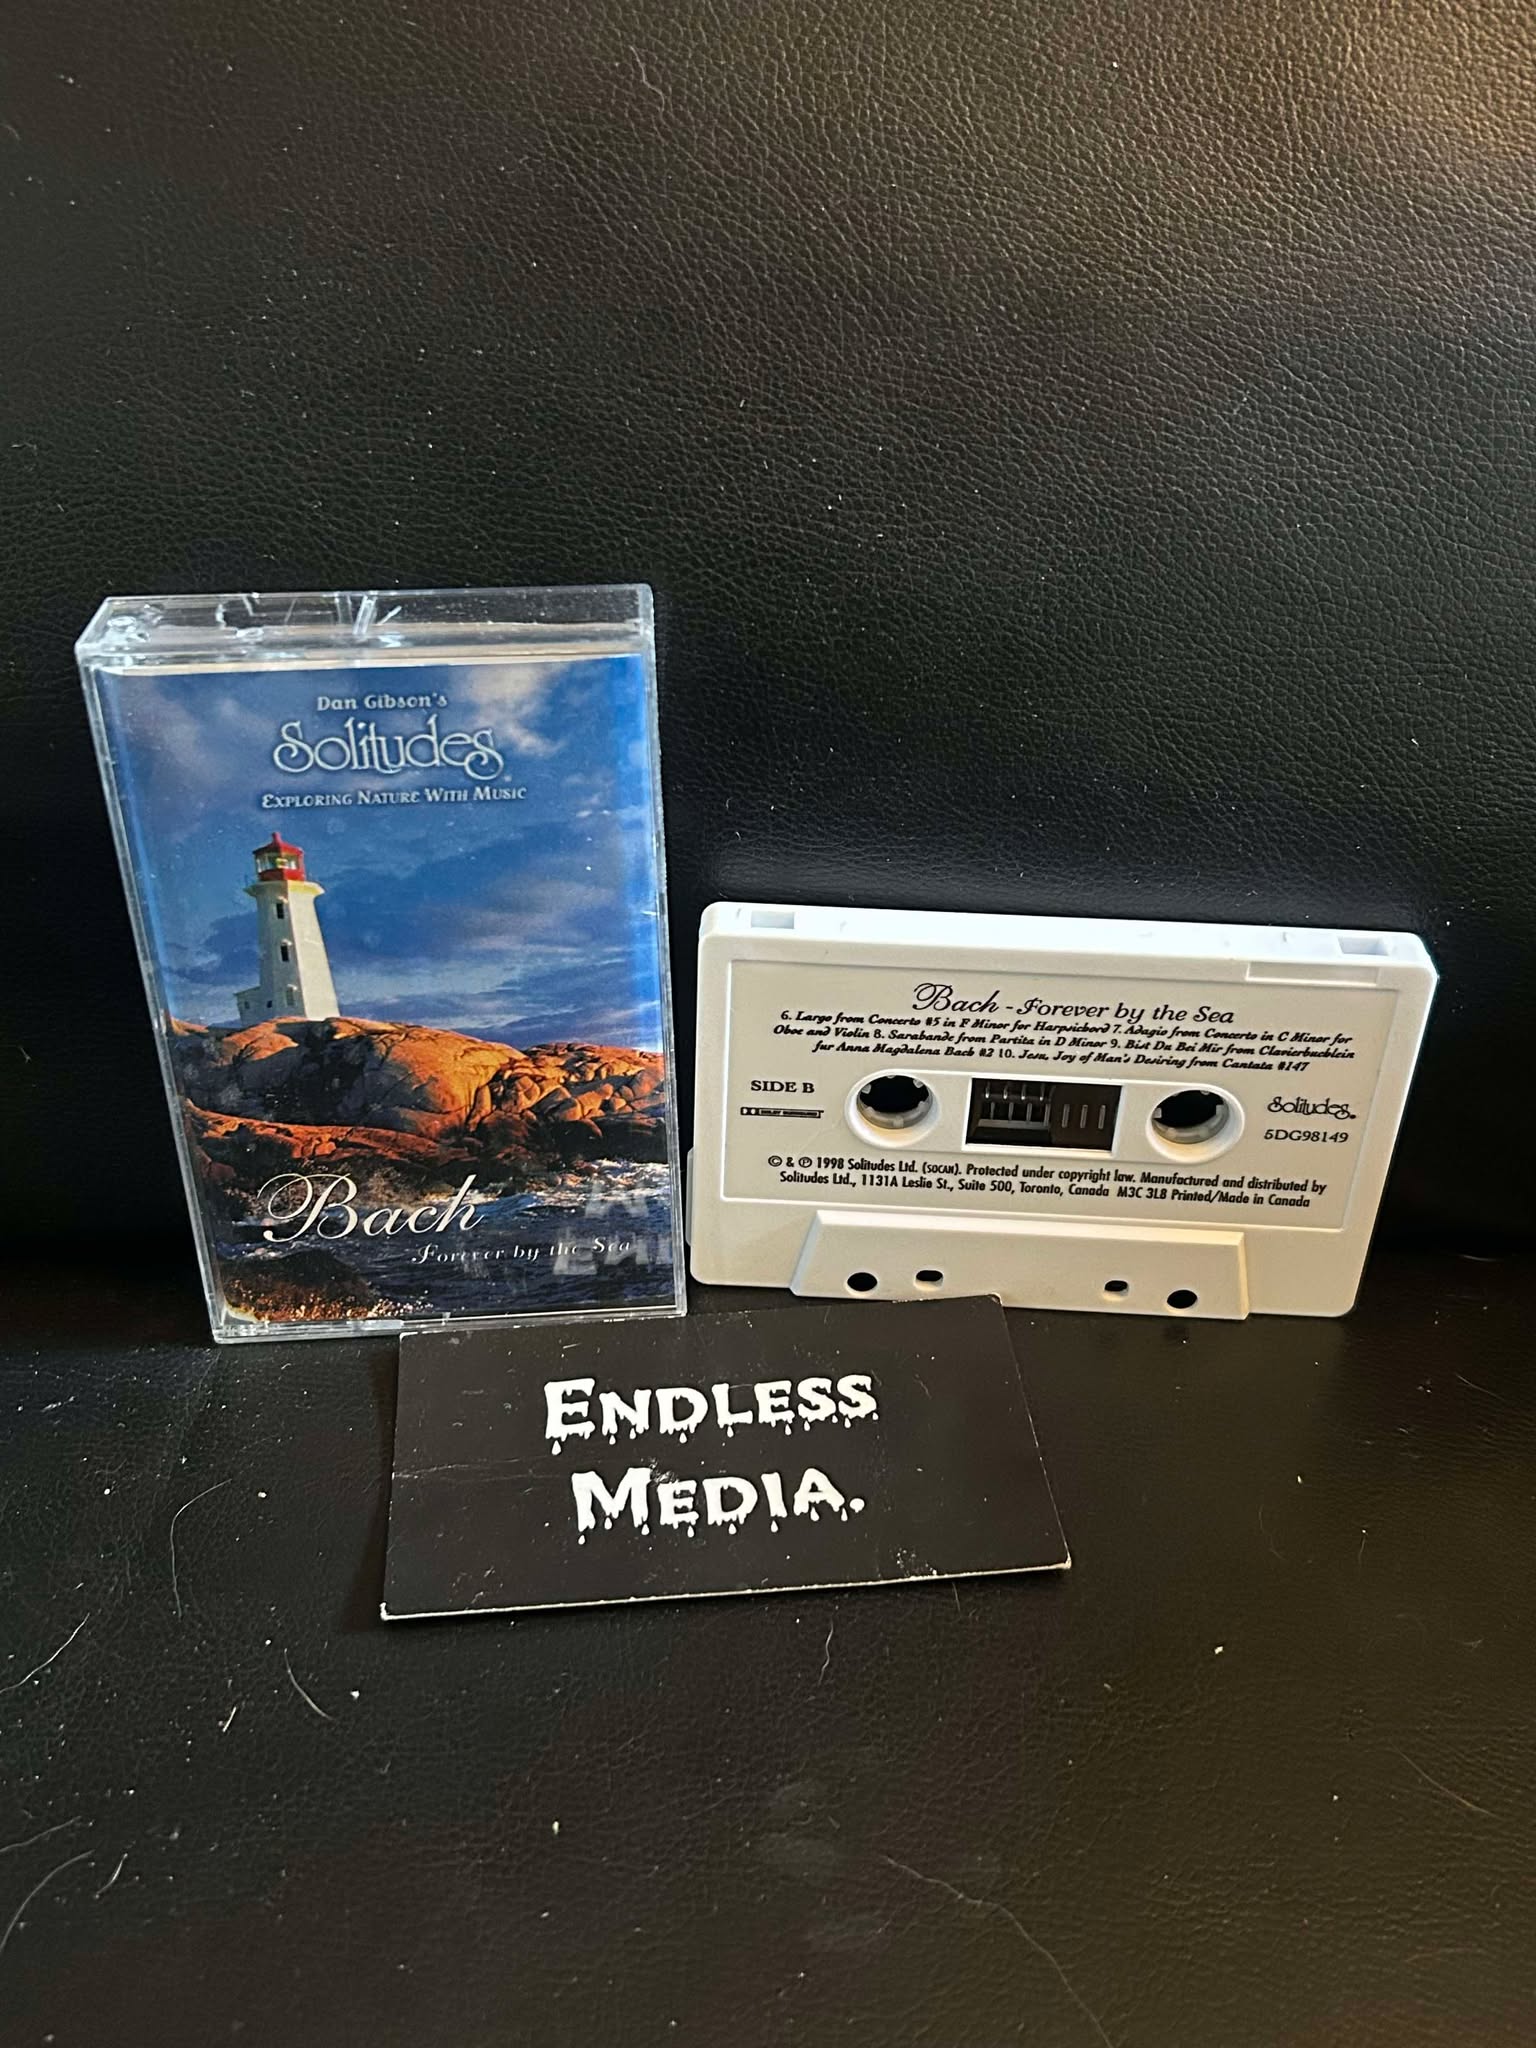 Dan Gibson's
Solitudes®
Exploring Nature With Music
Bach
Forever by the Sea
Bach - Forever by the Sea
6. Largo from Concerto #5 in F Minor for Harpsichord 7. Adagio from Concerto in C Minor for
Oboe and Violin 8. Sarabande from Partita in D Minor 9. Bist Du Bei Mir from Clavierbuchlein
fur Anna Magdalena Bach #2 10. Jesu, Joy of Man's Desiring from Cantata #147
SIDE B
DOLBY SURROUND
Solitudes®
5DG98149
© & ℗ 1998 Solitudes Ltd. (SOCAN). Protected under copyright law. Manufactured and distributed by
Solitudes Ltd., 1131A Leslie St., Suite 500, Toronto, Canada M3C 3L8 Printed/Made in Canada
ENDLESS
MEDIA.